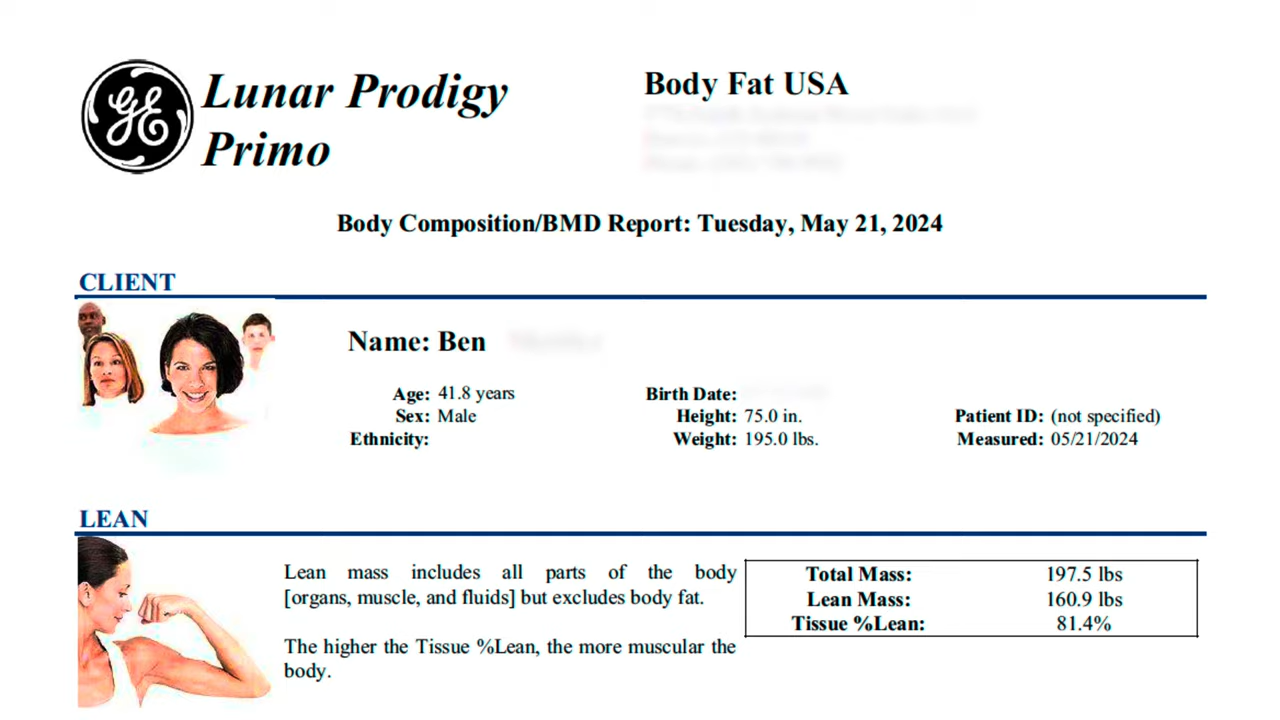 GE
Lunar Prodigy
Primo
Body Fat USA
Body Composition/BMD Report: Tuesday, May 21, 2024
CLIENT
Name: Ben
Age: 41.8 years
Birth Date:
Sex: Male
Height: 75.0 in.
Patient ID: (not specified)
Ethnicity:
Weight: 195.0 lbs.
Measured: 05/21/2024
LEAN
Lean mass includes all parts of the body
[organs, muscle, and fluids] but excludes body fat.
The higher the Tissue %Lean, the more muscular the
body.
Total Mass: 197.5 lbs
Lean Mass: 160.9 lbs
Tissue %Lean: 81.4%